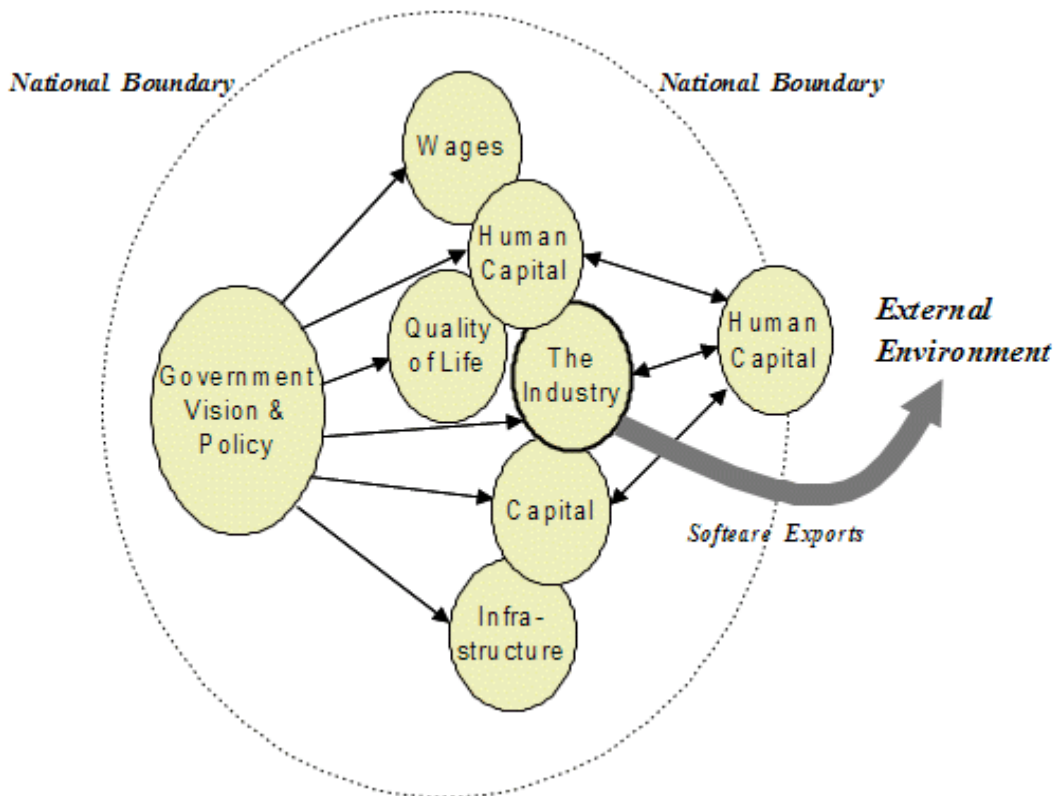 National Boundary
National Boundary
Wages
Human
Capital
Quality
of Life
The
Industry
Human
Capital
External
Environment
Government
Vision &
Policy
Capital
Softeare Exports
Infra-
structure